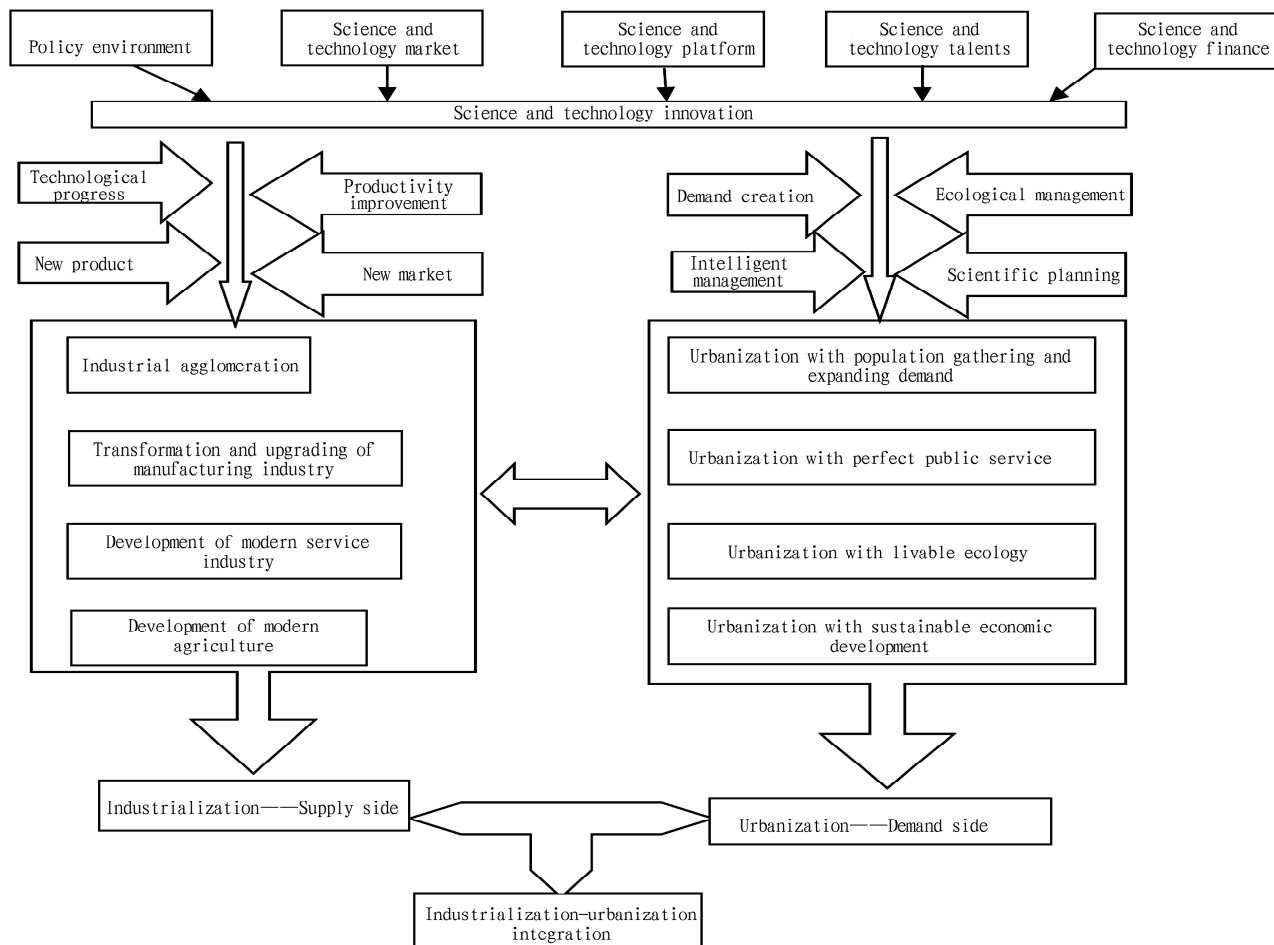 Policy environment
Science and
technology market
Science and
technology platform
Science and
technology talents
Science and
technology finance
Science and technology innovation
Technological
progress
Productivity
improvement
New product
New market
Demand creation
Ecological management
Intelligent
management
Scientific planning
Industrial agglomcration
Transformation and upgrading of
manufacturing industry
Development of modern service
industry
Development of modern
agriculture
Urbanization with population gathering and
expanding demand
Urbanization with perfect public service
Urbanization with livable ecology
Urbanization with sustainable economic
development
Industrialization——Supply side
Urbanization——Demand side
Industrialization-urbanization
intcgration